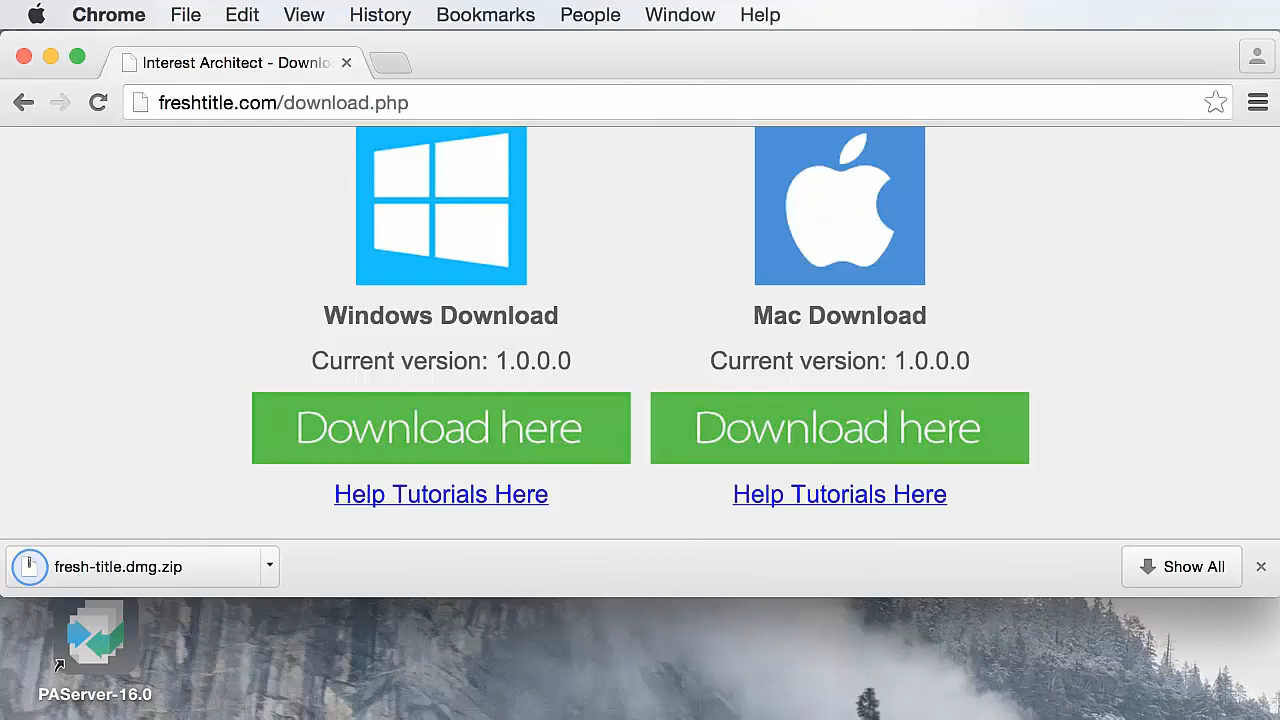 Chrome File Edit View History Bookmarks People Window Help
Interest Architect - Downlo
freshtitle.com/download.php
Windows Download Mac Download
Current version: 1.0.0.0 Current version: 1.0.0.0
Download here Download here
Help Tutorials Here Help Tutorials Here
fresh-title.dmg.zip Show All
PAServer-16.0